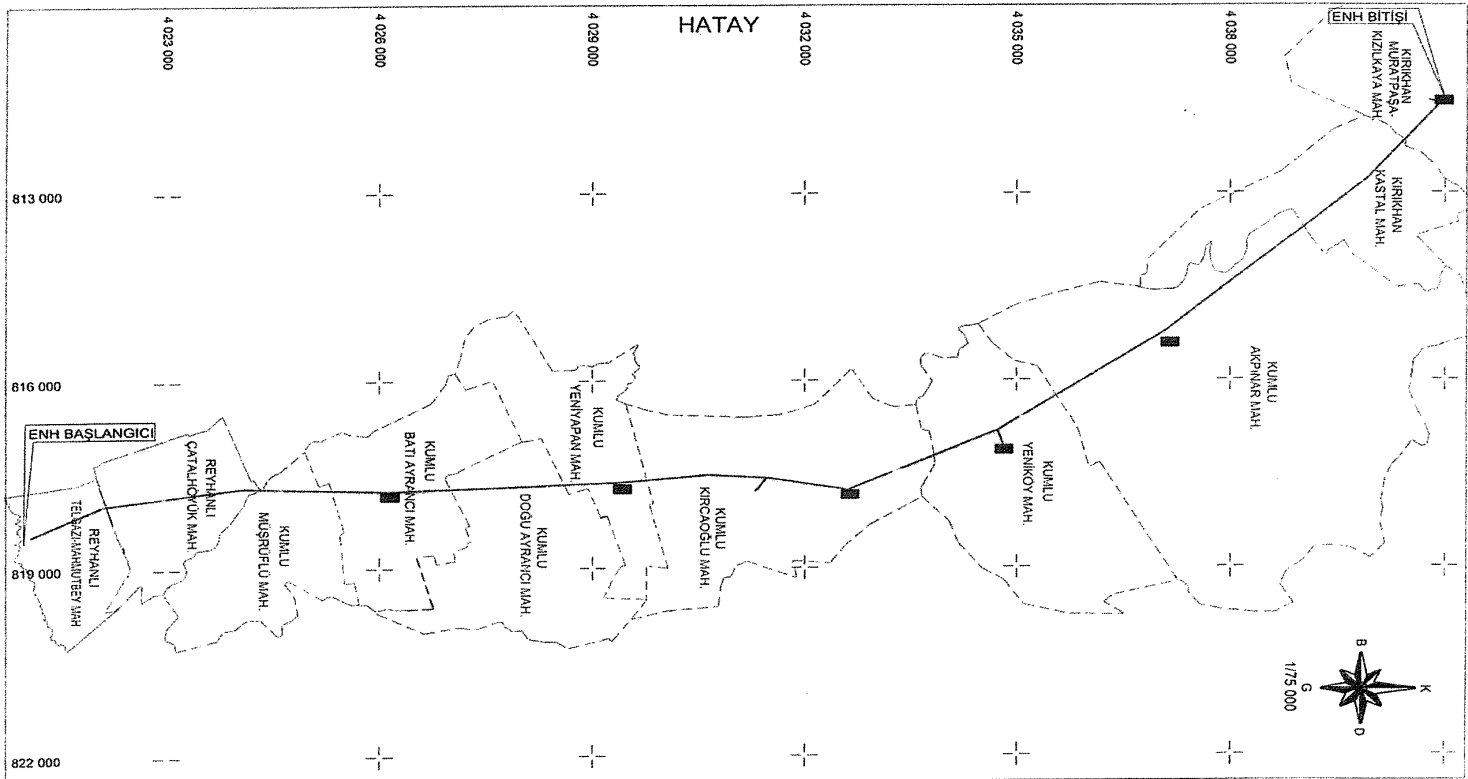 HATAY
4 023 000
4 026 000
4 029 000
4 032 000
4 035 000
4 038 000
ENH BİTİŞİ
KIRIKHAN
MURATPAŞA-
KIZILKAYA MAH.
KIRIKHAN
KASTAL MAH.
813 000
816 000
819 000
822 000
KUMLU
AKPINAR MAH.
KUMLU
YENİKÖY MAH.
KUMLU
KIRCAOĞLU MAH.
KUMLU
YENİYAPAN MAH.
KUMLU
DOĞU AYRANCI MAH.
KUMLU
BATI AYRANCI MAH.
KUMLU
MÜŞRÜFLÜ MAH.
REYHANLI
ÇATALHÖYÜK MAH.
REYHANLI
TELGAZİ-MAHMUTBEY MAH
ENH BAŞLANGICI
B
K
G
D
1/75 000